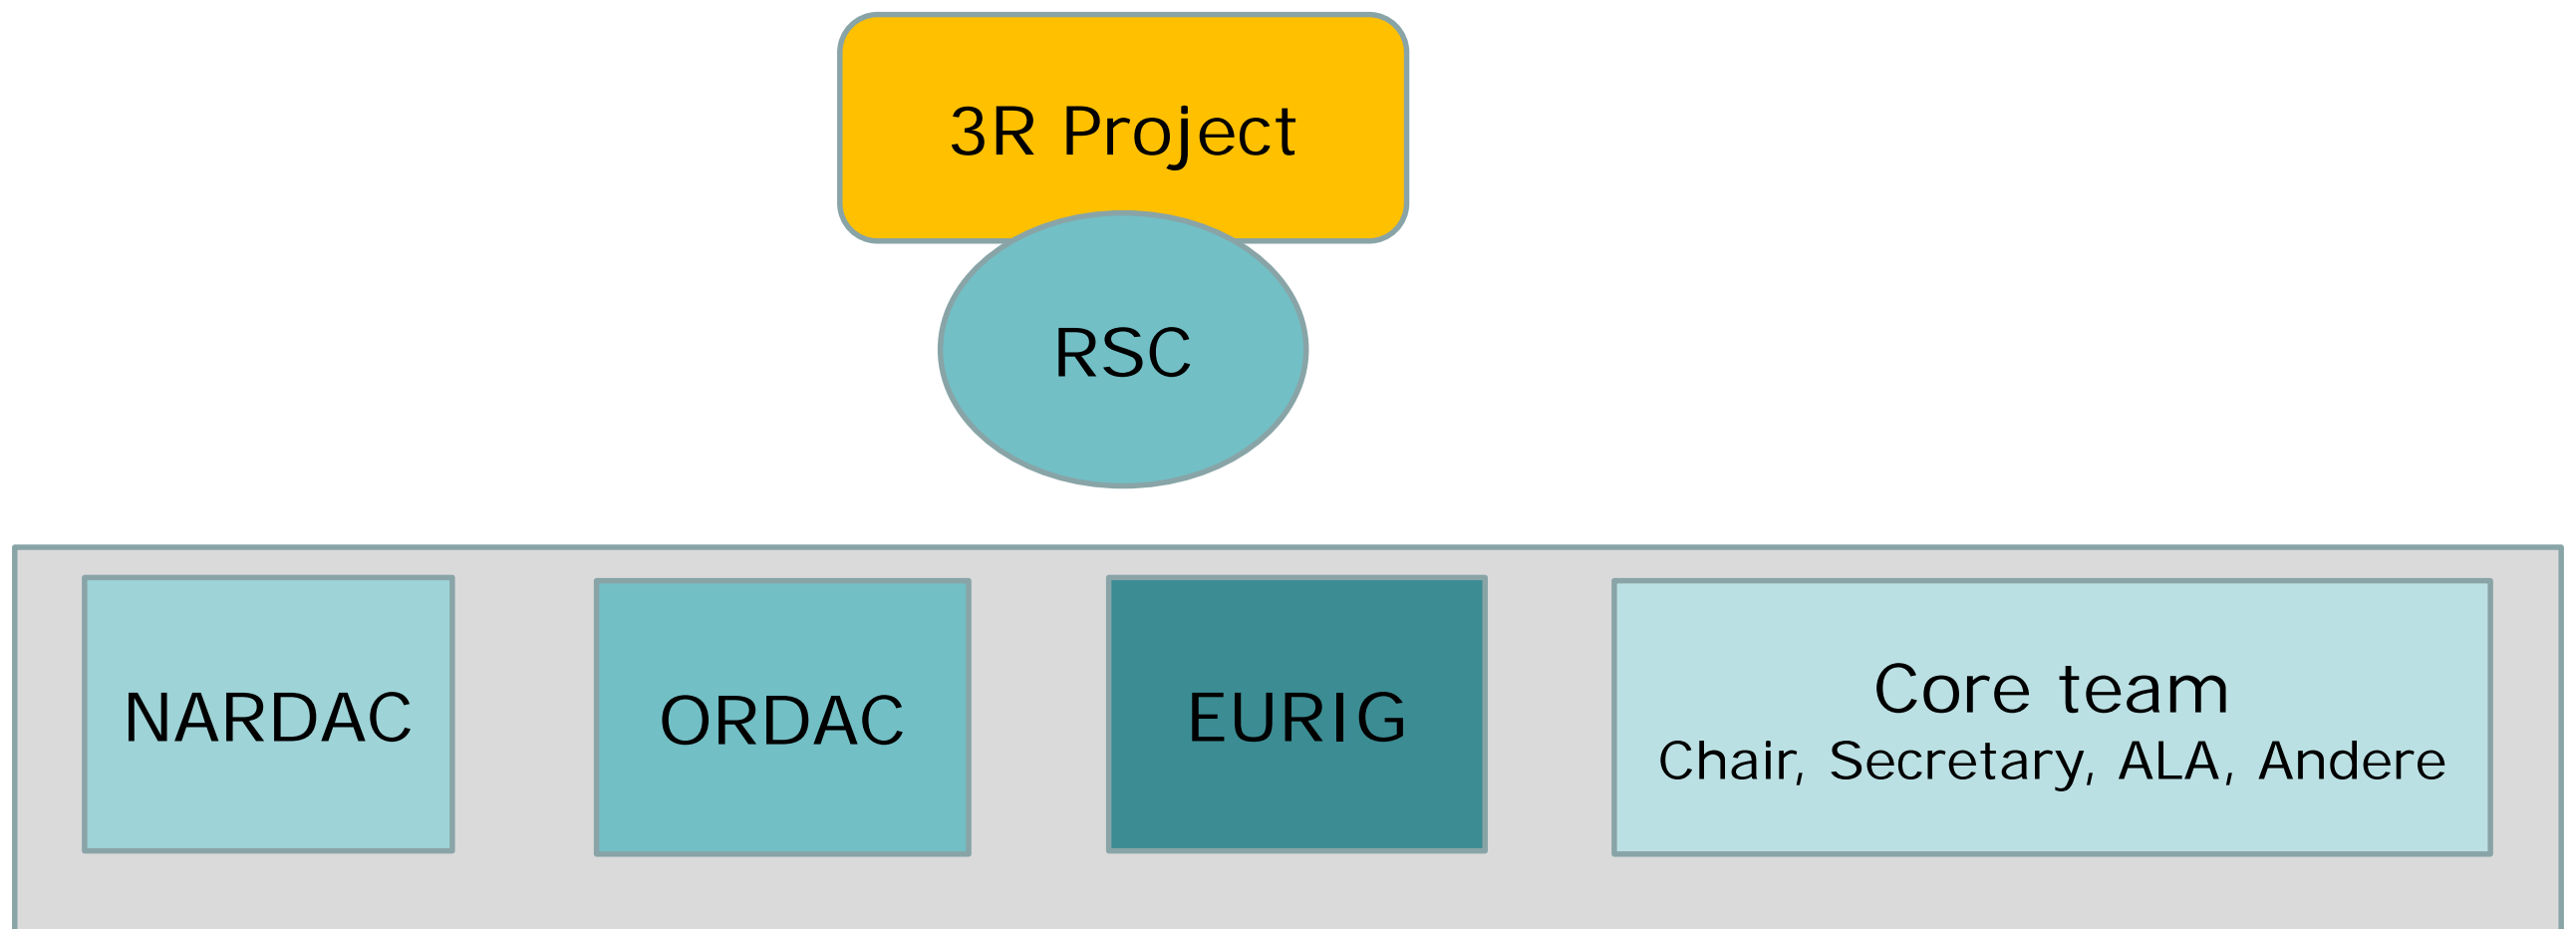 3R Project
RSC
NARDAC
ORDAC
EURIG
Core team
Chair, Secretary, ALA, Andere